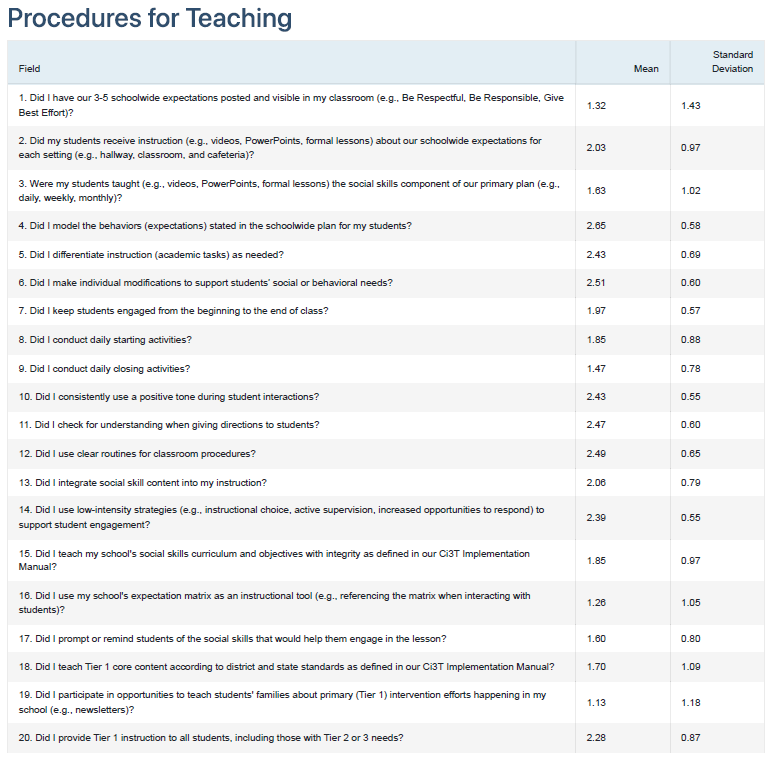 Procedures for Teaching
Field
Mean
Standard
Deviation
1. Did I have our 3-5 schoolwide expectations posted and visible in my classroom (e.g., Be Respectful, Be Responsible, Give
Best Effort)?
1.32
1.43
2. Did my students receive instruction (e.g., videos, PowerPoints, formal lessons) about our schoolwide expectations for
each setting (e.g., hallway, classroom, and cafeteria)?
2.03
0.97
3. Were my students taught (e.g., videos, PowerPoints, formal lessons) the social skills component of our primary plan (e.g.,
daily, weekly, monthly)?
1.63
1.02
4. Did I model the behaviors (expectations) stated in the schoolwide plan for my students?
2.65
0.58
5. Did I differentiate instruction (academic tasks) as needed?
2.43
0.69
6. Did I make individual modifications to support students' social or behavioral needs?
2.51
0.60
7. Did I keep students engaged from the beginning to the end of class?
1.97
0.57
8. Did I conduct daily starting activities?
1.85
0.88
9. Did I conduct daily closing activities?
1.47
0.78
10. Did I consistently use a positive tone during student interactions?
2.43
0.55
11. Did I check for understanding when giving directions to students?
2.47
0.60
12. Did I use clear routines for classroom procedures?
2.49
0.65
13. Did I integrate social skill content into my instruction?
2.06
0.79
14. Did I use low-intensity strategies (e.g., instructional choice, active supervision, increased opportunities to respond) to
support student engagement?
2.39
0.55
15. Did I teach my school's social skills curriculum and objectives with integrity as defined in our Ci3T Implementation
Manual?
1.85
0.97
16. Did I use my school's expectation matrix as an instructional tool (e.g., referencing the matrix when interacting with
students)?
1.26
1.05
17. Did I prompt or remind students of the social skills that would help them engage in the lesson?
1.60
0.80
18. Did I teach Tier 1 core content according to district and state standards as defined in our Ci3T Implementation Manual?
1.70
1.09
19. Did I participate in opportunities to teach students' families about primary (Tier 1) intervention efforts happening in my
school (e.g., newsletters)?
1.13
1.18
20. Did I provide Tier 1 instruction to all students, including those with Tier 2 or 3 needs?
2.28
0.87